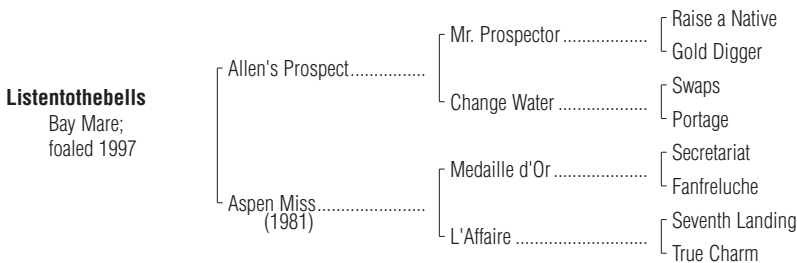 Raise a Native
Mr. Prospector..................
Gold Digger
Allen's Prospect................
Swaps
Change Water ...................
Portage
Listentothebells
Bay Mare;
foaled 1997
Secretariat
Medaille d'Or ....................
Fanfreluche
Aspen Miss.......................
(1981)
Seventh Landing
L'Affaire ............................
True Charm